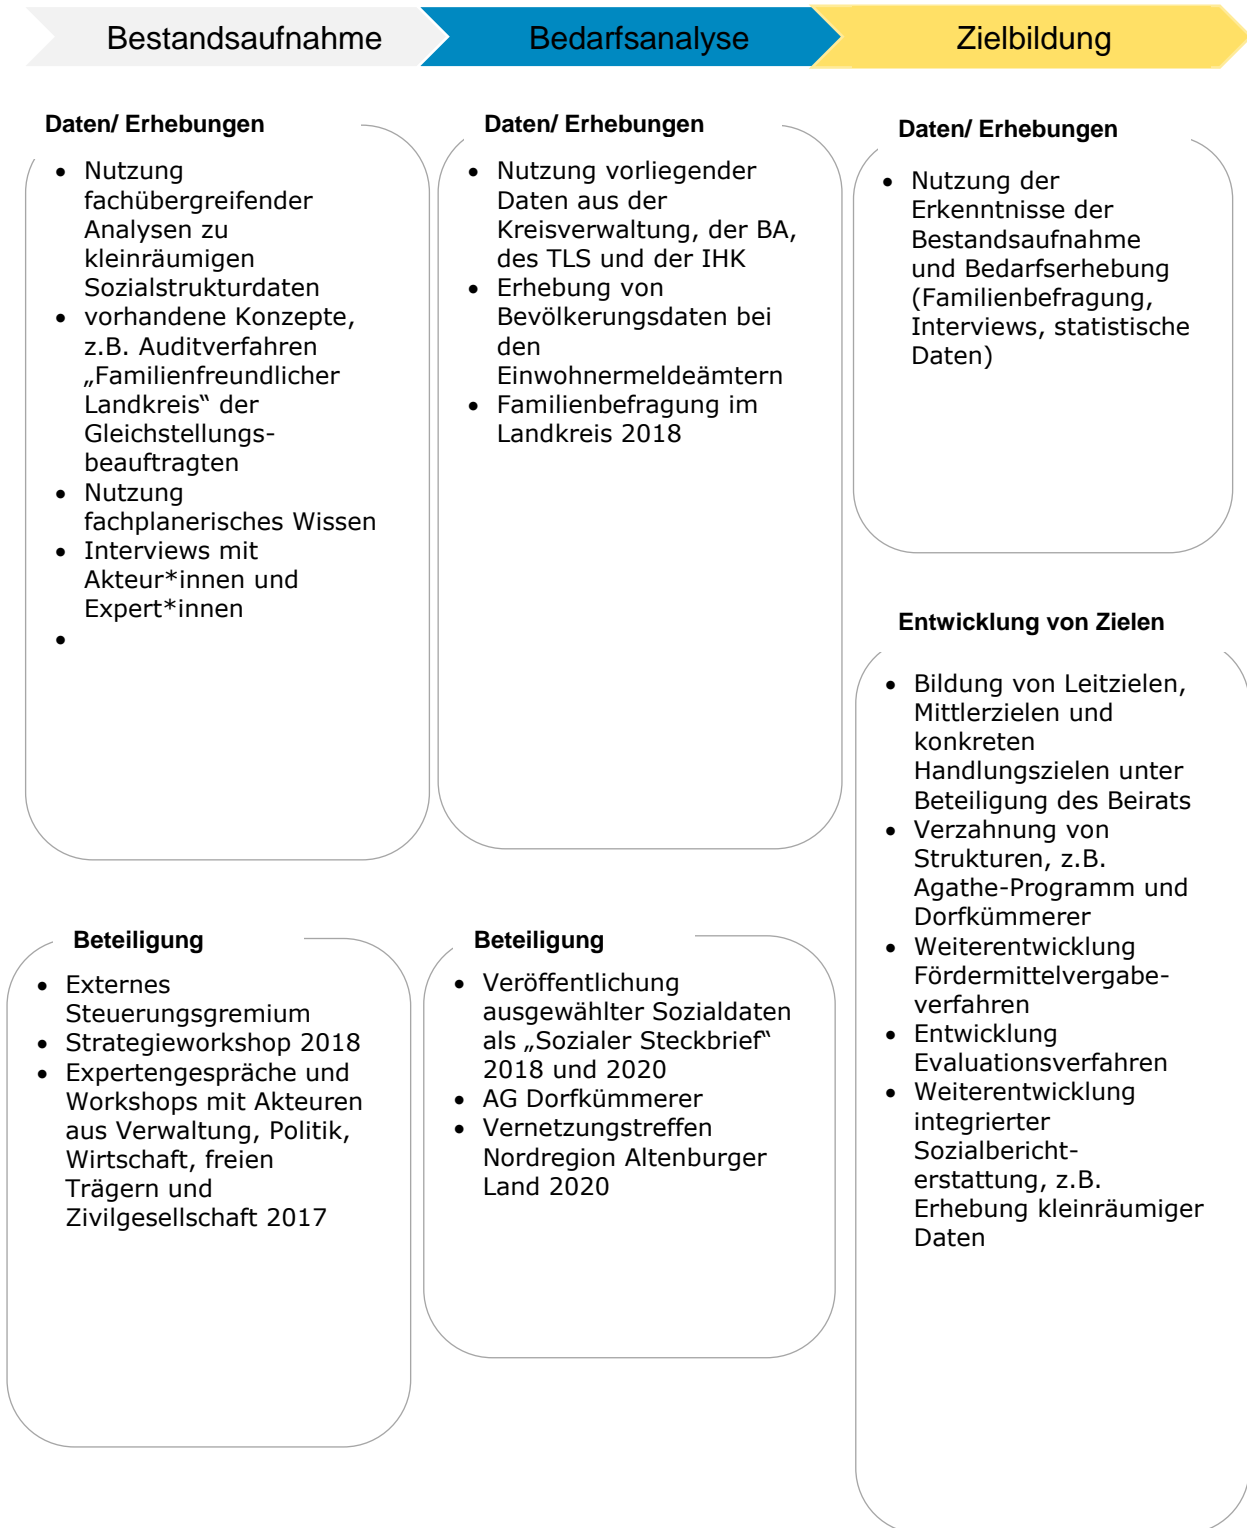 Bestandsaufnahme
Bedarfsanalyse
Zielbildung
Daten/ Erhebungen
• Nutzung
fachübergreifender
Analysen zu
kleinräumigen
Sozialstrukturdaten
• vorhandene Konzepte,
z.B. Auditverfahren
„Familienfreundlicher
Landkreis“ der
Gleichstellungs-
beauftragten
• Nutzung
fachplanerisches Wissen
• Interviews mit
Akteur*innen und
Expert*innen
•
Beteiligung
• Externes
Steuerungsgremium
• Strategieworkshop 2018
• Expertengespräche und
Workshops mit Akteuren
aus Verwaltung, Politik,
Wirtschaft, freien
Trägern und
Zivilgesellschaft 2017
Daten/ Erhebungen
• Nutzung vorliegender
Daten aus der
Kreisverwaltung, der BA,
des TLS und der IHK
• Erhebung von
Bevölkerungsdaten bei
den
Einwohnermeldeämtern
• Familienbefragung im
Landkreis 2018
Beteiligung
• Veröffentlichung
ausgewählter Sozialdaten
als „Sozialer Steckbrief“
2018 und 2020
• AG Dorfkümmerer
• Vernetzungstreffen
Nordregion Altenburger
Land 2020
Daten/ Erhebungen
• Nutzung der
Erkenntnisse der
Bestandsaufnahme
und Bedarfserhebung
(Familienbefragung,
Interviews, statistische
Daten)
Entwicklung von Zielen
• Bildung von Leitzielen,
Mittlerzielen und
konkreten
Handlungszielen unter
Beteiligung des Beirats
• Verzahnung von
Strukturen, z.B.
Agathe-Programm und
Dorfkümmerer
• Weiterentwicklung
Fördermittelvergabe-
verfahren
• Entwicklung
Evaluationsverfahren
• Weiterentwicklung
integrierter
Sozialbericht-
erstattung, z.B.
Erhebung kleinräumiger
Daten